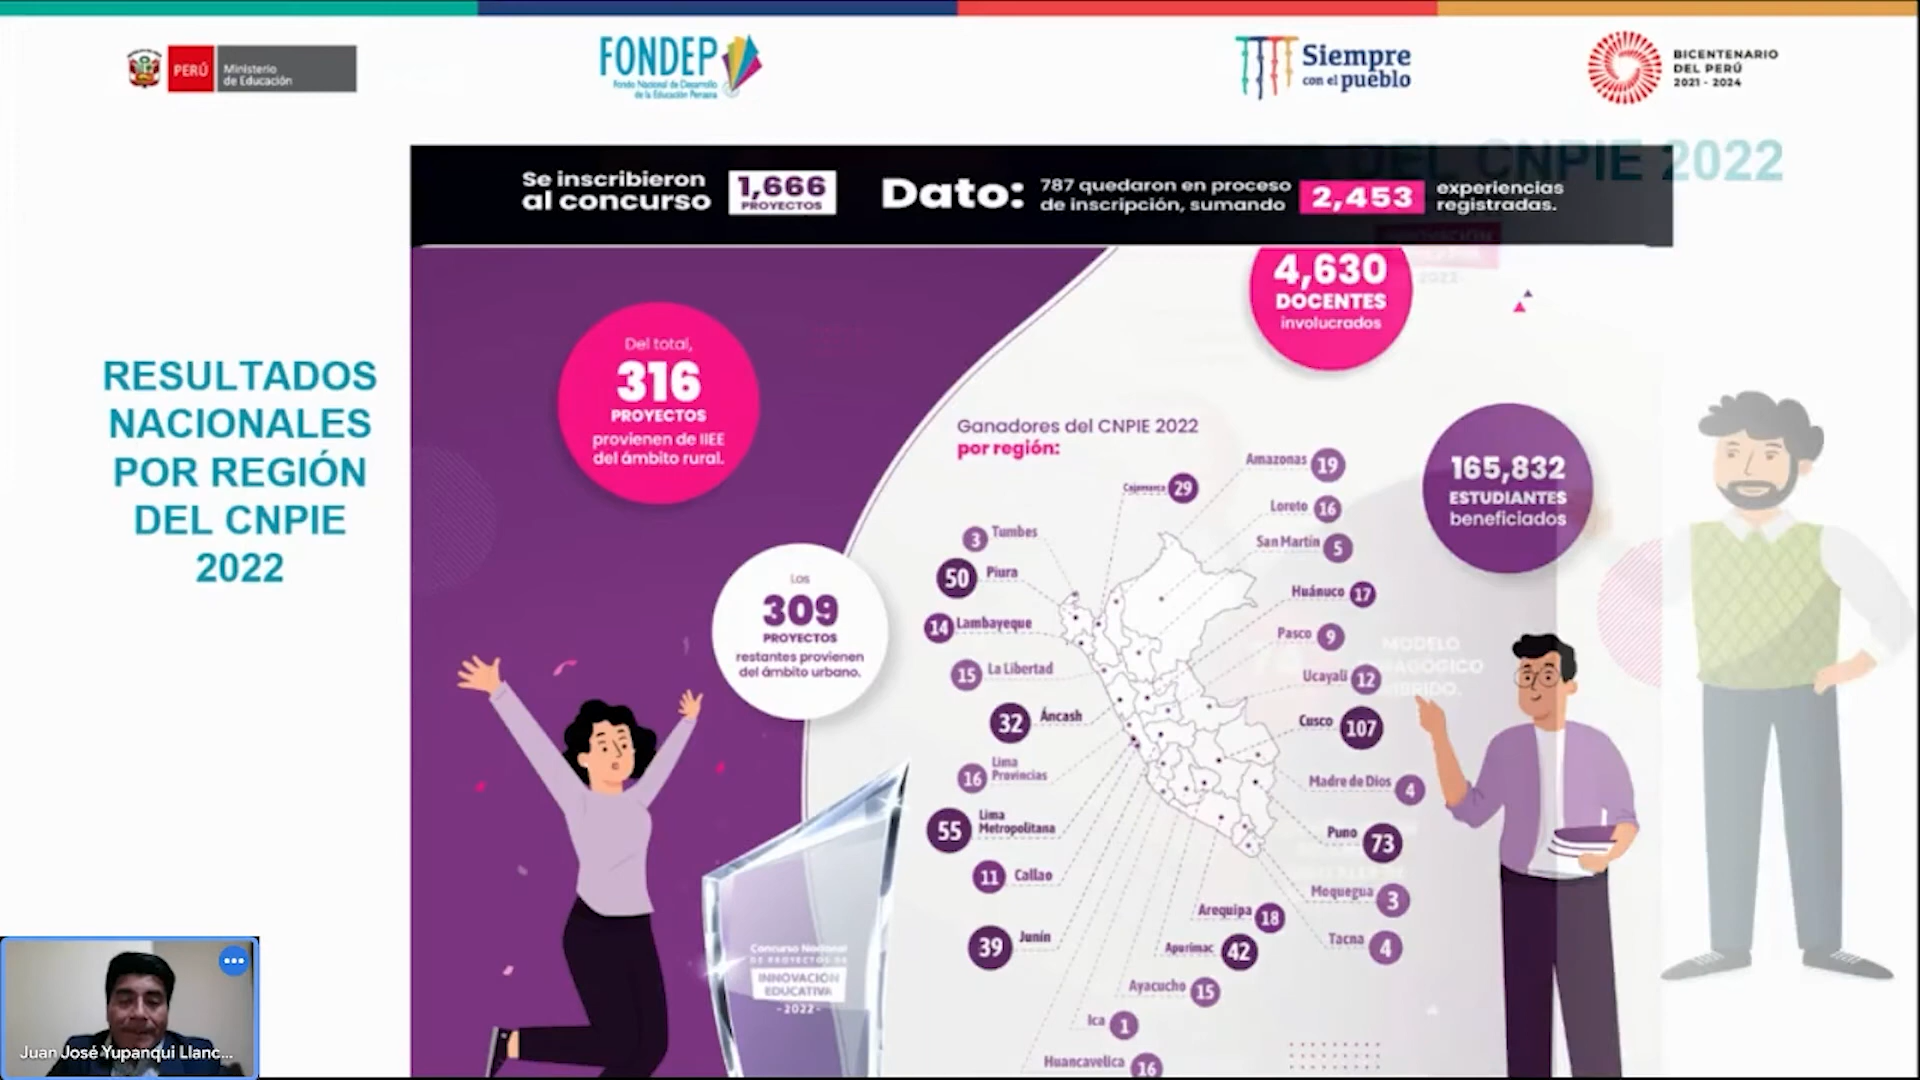 PERÚ
Ministerio
de Educación
FONDEP
Fondo Nacional de Desarrollo
de la Educación Peruana
Siempre
con el pueblo
BICENTENARIO
DEL PERÚ
2021 - 2024
A DEL CNPIE 2022
Se inscribieron
al concurso
1,666
PROYECTOS
Dato:
787 quedaron en proceso
de inscripción, sumando
2,453
experiencias
registradas.
RESULTADOS
NACIONALES
POR REGIÓN
DEL CNPIE
2022
Del total,
316
PROYECTOS
provienen de IIEE
del ámbito rural.
Los
309
PROYECTOS
restantes provienen
del ámbito urbano.
4,630
DOCENTES
involucrados
165,832
ESTUDIANTES
beneficiados
Ganadores del CNPIE 2022
por región:
Cajamarca 29
Amazonas 19
Loreto 16
San Martín 5
3 Tumbes
50 Piura
14 Lambayeque
15 La Libertad
32 Áncash
16 Lima
Provincias
55 Lima
Metropolitana
11 Callao
39 Junín
Huánuco 17
Pasco 9
Ucayali 12
Cusco 107
Madre de Dios 4
Puno 73
Moquegua 3
Tacna 4
Arequipa 18
Apurímac 42
Ayacucho 15
Ica 1
Huancavelica 16
MODELO
Concurso Nacional
DE PROYECTOS DE
INNOVACIÓN
EDUCATIVA
- 2022 -
Juan José Yupanqui Llanc...